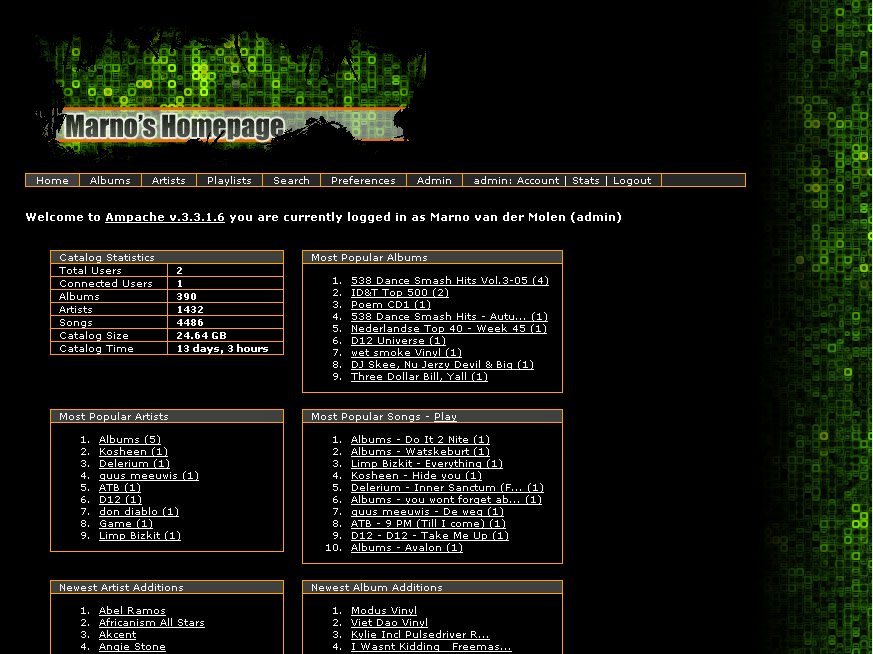 Marno's Homepage
Home Albums Artists Playlists Search Preferences Admin admin: Account | Stats | Logout
Welcome to Ampache v.3.3.1.6 you are currently logged in as Marno van der Molen (admin)
Catalog Statistics
Total Users 2
Connected Users 1
Albums 390
Artists 1432
Songs 4486
Catalog Size 24.64 GB
Catalog Time 13 days, 3 hours
Most Popular Albums
1. 538 Dance Smash Hits Vol.3-05 (4)
2. ID&T Top 500 (2)
3. Poem CD1 (1)
4. 538 Dance Smash Hits - Autu... (1)
5. Nederlandse Top 40 - Week 45 (1)
6. D12 Universe (1)
7. wet smoke Vinyl (1)
8. DJ Skee, Nu Jerzy Devil & Big (1)
9. Three Dollar Bill, Yall (1)
Most Popular Artists
1. Albums (5)
2. Kosheen (1)
3. Delerium (1)
4. guus meeuwis (1)
5. ATB (1)
6. D12 (1)
7. don diablo (1)
8. Game (1)
9. Limp Bizkit (1)
Most Popular Songs - Play
1. Albums - Do It 2 Nite (1)
2. Albums - Watskeburt (1)
3. Limp Bizkit - Everything (1)
4. Kosheen - Hide you (1)
5. Delerium - Inner Sanctum (F... (1)
6. Albums - you wont forget ab... (1)
7. guus meeuwis - De weg (1)
8. ATB - 9 PM (Till I come) (1)
9. D12 - D12 - Take Me Up (1)
10. Albums - Avalon (1)
Newest Artist Additions
1. Abel Ramos
2. Africanism All Stars
3. Akcent
4. Angie Stone
Newest Album Additions
1. Modus Vinyl
2. Viet Dao Vinyl
3. Kylie Incl Pulsedriver R...
4. I Wasnt Kidding_ Freemas...